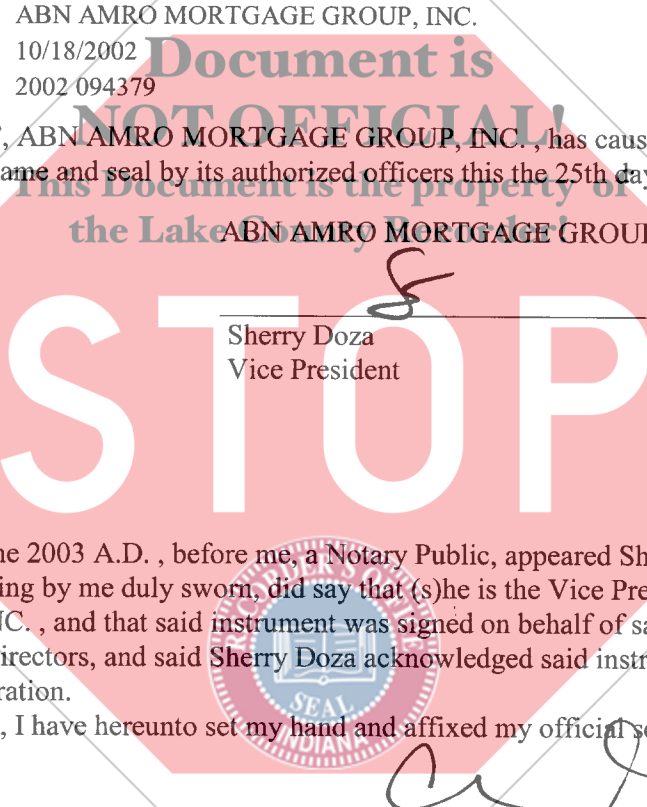 ABN AMRO MORTGAGE GROUP, INC.
10/18/2002
Document is
2002 094379
NOT OFFICIAL!
, ABN AMRO MORTGAGE GROUP, INC. , has caus
ame and seal by its authorized officers this the 25th day
This Document is the property of
the Lake County Recorder!
ABN AMRO MORTGAGE GROUP
Sherry Doza
Vice President
STOP
ne 2003 A.D. , before me, a Notary Public, appeared Sh
ing by me duly sworn, did say that (s)he is the Vice Pre
NC. , and that said instrument was signed on behalf of sa
irectors, and said Sherry Doza acknowledged said instr
ration.
, I have hereunto set my hand and affixed my official se
RECORDER'S OFFICE
SEAL
INDIANA